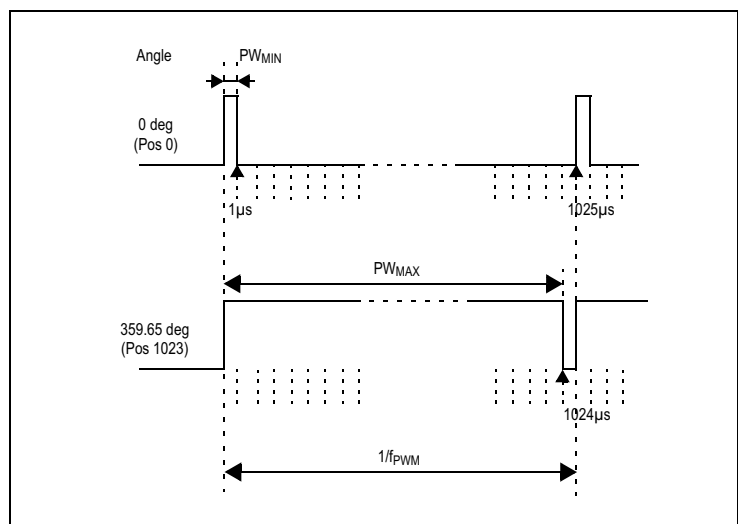 Angle
PWMIN
0 deg
(Pos 0)
1µs
1025µs
PWMAX
359.65 deg
(Pos 1023)
1024µs
1/fPWM